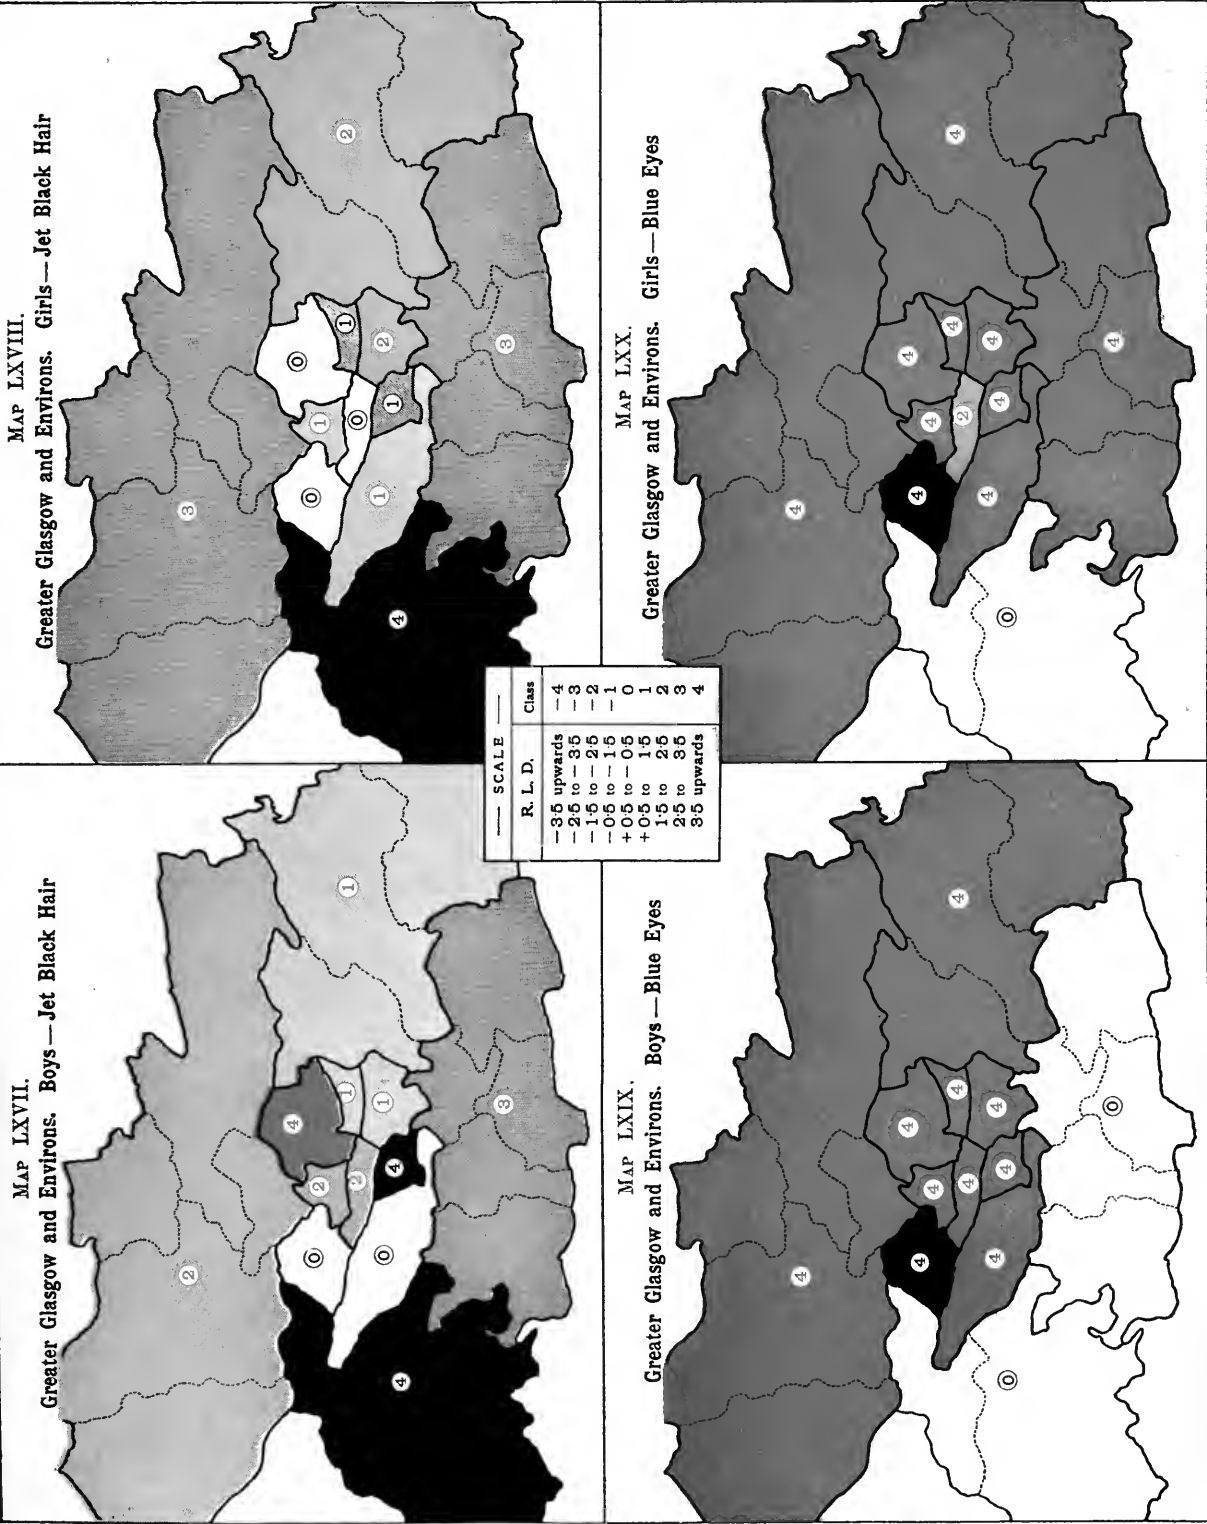 MAP LXVII.
Greater Glasgow and Environs. Boys — Jet Black Hair
2
4
0
2
1
1
2
1
0
4
4
3
MAP LXVIII.
Greater Glasgow and Environs. Girls — Jet Black Hair
3
0
0
1
1
2
0
1
2
1
4
3
— SCALE —
R. L. D. Class
−3·5 upwards −4
−2·5 to −3·5 −3
−1·5 to −2·5 −2
−0·5 to −1·5 −1
+0·5 to −0·5 0
+0·5 to 1·5 1
1·5 to 2·5 2
2·5 to 3·5 3
3·5 upwards 4
MAP LXIX.
Greater Glasgow and Environs. Boys — Blue Eyes
4
4
4
4
4
4
4
4
4
4
0
0
MAP LXX.
Greater Glasgow and Environs. Girls — Blue Eyes
4
4
4
4
4
4
2
4
4
4
0
4